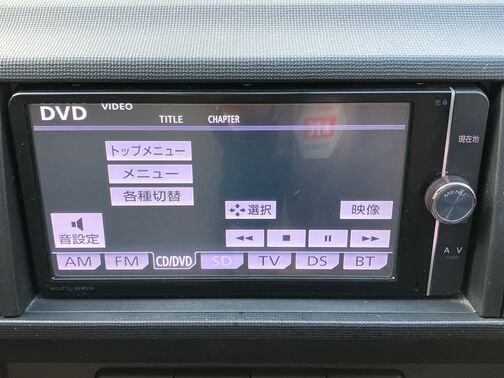 DVD VIDEO
TITLE CHAPTER
トップメニュー
メニュー
各種切替
選択
映像
音設定
AM FM CD/DVD SD TV DS BT
現在地
MENU
A V
PWR